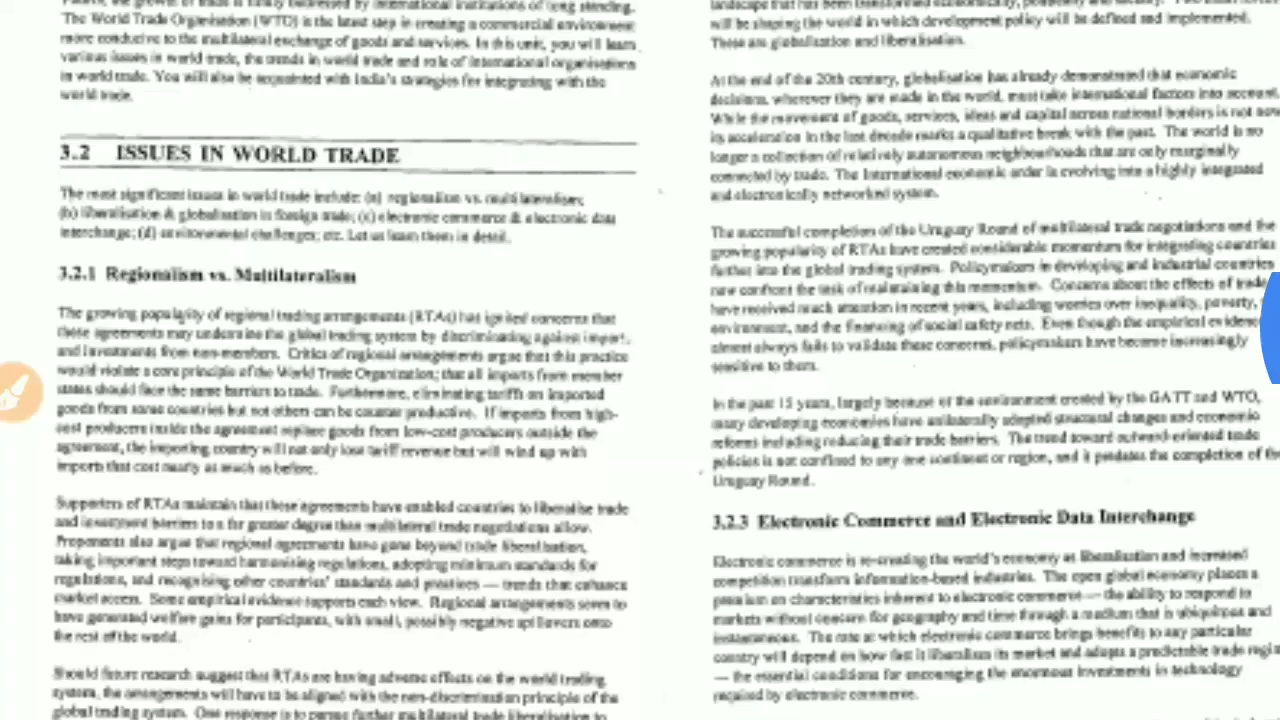 The World Trade Organisation (WTO) is the latest step in creating a commercial environment
more conducive to the multilateral exchange of goods and services. In this unit, you will learn
various issues in world trade, the trends in world trade and role of international organisations
in world trade. You will also be acquainted with India's strategies for integrating with the
world trade.
3.2 ISSUES IN WORLD TRADE
The most significant issues in world trade include: (a) regionalism vs. multilateralism;
(b) liberalisation & globalisation in foreign trade; (c) electronic commerce & electronic data
interchange; (d) environmental challenges; etc. Let us learn them in detail.
3.2.1 Regionalism vs. Multilateralism
The growing popularity of regional trading arrangements (RTAs) has ignited concerns that
these agreements may undermine the global trading system by discriminating against import,
and investments from non-members. Critics of regional arrangements argue that this practice
would violate a core principle of the World Trade Organization; that all imports from member
states should face the same barriers to trade. Furthermore, eliminating tariffs on imported
goods from some countries but not others can be counter productive. If imports from high-
cost producers inside the agreement replace goods from low-cost producers outside the
agreement, the importing country will not only lose tariff revenue but will wind up with
imports that cost nearly as much as before.
Supporters of RTAs maintain that these agreements have enabled countries to liberalise trade
and investment barriers to a far greater degree than multilateral trade negotiations allow.
Proponents also argue that regional agreements have gone beyond trade liberalisation,
taking important steps toward harmonising regulations, adopting minimum standards for
regulations, and recognising other countries' standards and practices — trends that enhance
market access. Some empirical evidence supports each view. Regional arrangements seem to
have generated welfare gains for participants, with small, possibly negative spillovers onto
the rest of the world.
Should future research suggest that RTAs are having adverse effects on the world trading
system, the arrangements will have to be aligned with the non-discrimination principle of the
global trading system. One response is to pursue further multilateral trade liberalisation to
will be shaping the world in which development policy will be defined and implemented.
These are globalisation and liberalisation.
At the end of the 20th century, globalisation has already demonstrated that economic
decisions, wherever they are made in the world, must take international factors into account.
While the movement of goods, services, ideas and capital across national borders is not new
its acceleration in the last decade marks a qualitative break with the past. The world is no
longer a collection of relatively autonomous neighbourhoods that are only marginally
connected by trade. The International economic order is evolving into a highly integrated
and electronically networked system.
The successful completion of the Uruguay Round of multilateral trade negotiations and the
growing popularity of RTAs have created considerable momentum for integrating countries
further into the global trading system. Policymakers in developing and industrial countries
now confront the task of maintaining this momentum. Concerns about the effects of trade
have received much attention in recent years, including worries over inequality, poverty,
environment, and the financing of social safety nets. Even though the empirical evidence
almost always fails to validate these concerns, policymakers have become increasingly
sensitive to them.
In the past 15 years, largely because of the environment created by the GATT and WTO,
many developing economies have unilaterally adopted structural changes and economic
reforms including reducing their trade barriers. The trend toward outward-oriented trade
policies is not confined to any one continent or region, and it predates the completion of the
Uruguay Round.
3.2.3 Electronic Commerce and Electronic Data Interchange
Electronic commerce is re-creating the world's economy as liberalisation and increased
competition transform information-based industries. The open global economy places a
premium on characteristics inherent to electronic commerce — the ability to respond to
markets without concern for geography and time through a medium that is ubiquitous and
instantaneous. The rate at which electronic commerce brings benefits to any particular
country will depend on how fast it liberalises its market and adopts a predictable trade
— the essential conditions for encouraging the enormous investments in technology
required by electronic commerce.